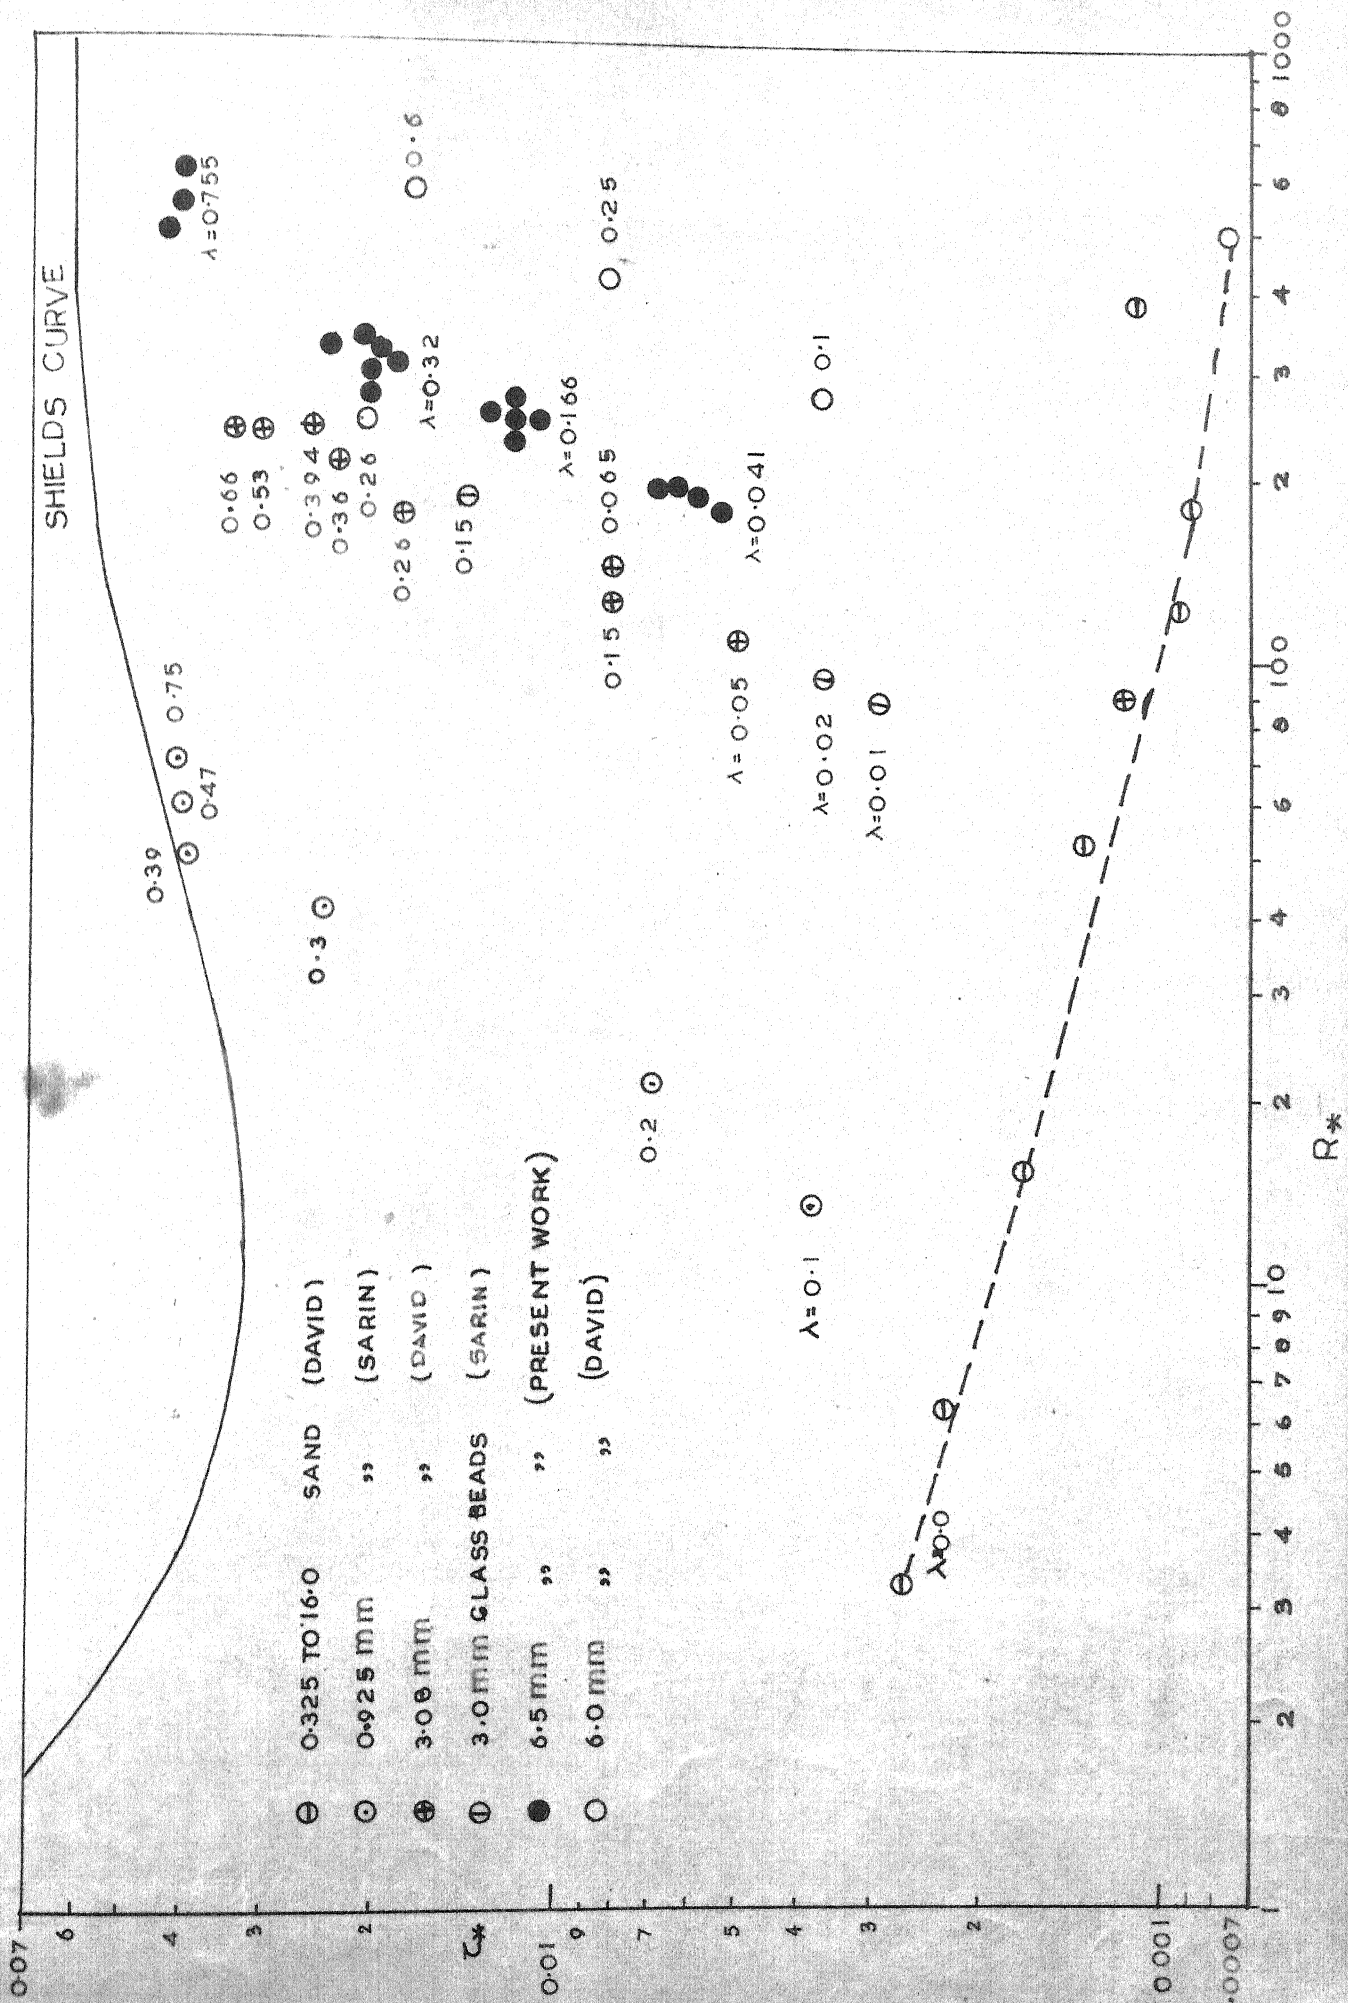 SHIELDS CURVE
λ=0.755
0.6
0.25
0.66
0.53
0.394
0.36
0.26
0.26
λ=0.32
0.15
λ=0.166
0.15
0.065
λ=0.041
0.1
0.39
0.47
0.75
0.3
λ=0.05
λ=0.02
λ=0.01
0.2
λ=0.1
λ=0.0
⊖ 0.325 TO 16.0 SAND (DAVID)
⊙ 0.925 mm ,, (SARIN)
⊕ 3.08 mm ,, (DAVID)
⦶ 3.0 mm GLASS BEADS (SARIN)
● 6.5 mm ,, ,, (PRESENT WORK)
○ 6.0 mm ,, ,, (DAVID)
0.07
6
4
3
2
τ*
0.01
9
7
5
4
3
2
0.001
.0007
1 2 3 4 5 6 7 8 9 10 2 3 4 6 8 100 2 3 4 6 8 1000
R*